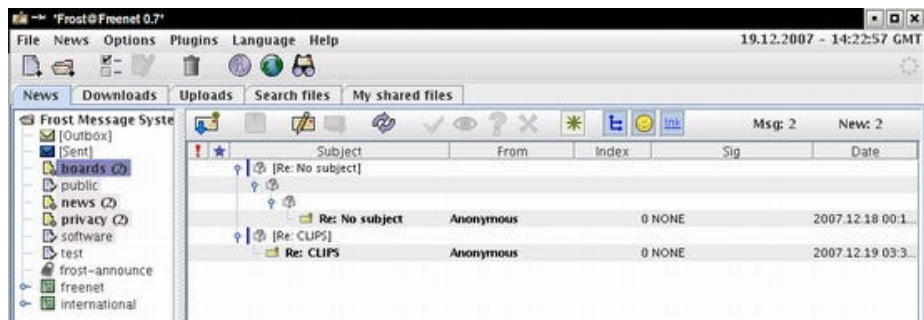 *Frost@Freenet 0.7*
File News Options Plugins Language Help 19.12.2007 - 14:22:57 GMT
News Downloads Uploads Search files My shared files
Frost Message Syste
[Outbox]
[Sent]
boards (2)
public
news (2)
privacy (2)
software
test
frost-announce
freenet
international
lnk Msg: 2 New: 2
Subject From Index Sig Date
[Re: No subject]
Re: No subject Anonymous 0 NONE 2007.12.18 00:1...
[Re: CLIPS]
Re: CLIPS Anonymous 0 NONE 2007.12.19 03:3...